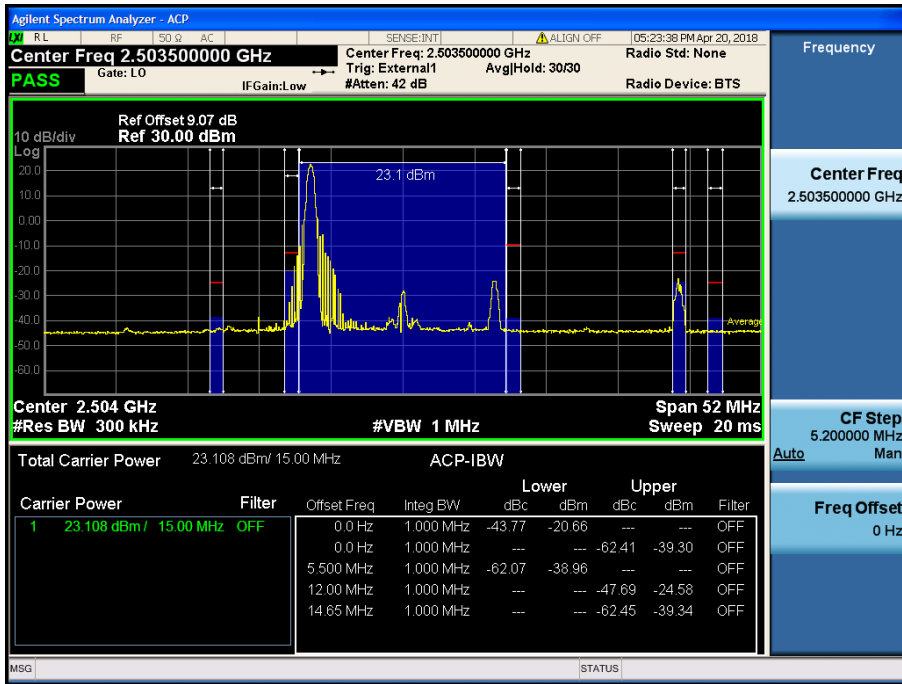 Agilent Spectrum Analyzer - ACP
LXI RL RF 50 Ω AC SENSE:INT ALIGN OFF 05:23:38 PM Apr 20, 2018
Center Freq 2.503500000 GHz
Center Freq: 2.503500000 GHz Radio Std: None
Gate: LO Trig: External1 Avg|Hold: 30/30
PASS IFGain:Low #Atten: 42 dB Radio Device: BTS
Ref Offset 9.07 dB
10 dB/div Ref 30.00 dBm
Log
20.0
10.0
0.00
-10.0
-20.0
-30.0
-40.0
-50.0
-60.0
23.1 dBm
Average
Center 2.504 GHz Span 52 MHz
#Res BW 300 kHz #VBW 1 MHz Sweep 20 ms
Total Carrier Power 23.108 dBm/ 15.00 MHz ACP-IBW
Lower Upper
Carrier Power Filter Offset Freq Integ BW dBc dBm dBc dBm Filter
1 23.108 dBm / 15.00 MHz OFF 0.0 Hz 1.000 MHz -43.77 -20.66 --- --- OFF
0.0 Hz 1.000 MHz --- --- -62.41 -39.30 OFF
5.500 MHz 1.000 MHz -62.07 -38.96 --- --- OFF
12.00 MHz 1.000 MHz --- --- -47.69 -24.58 OFF
14.65 MHz 1.000 MHz --- --- -62.45 -39.34 OFF
MSG STATUS
Frequency
Center Freq
2.503500000 GHz
CF Step
5.200000 MHz
Auto Man
Freq Offset
0 Hz